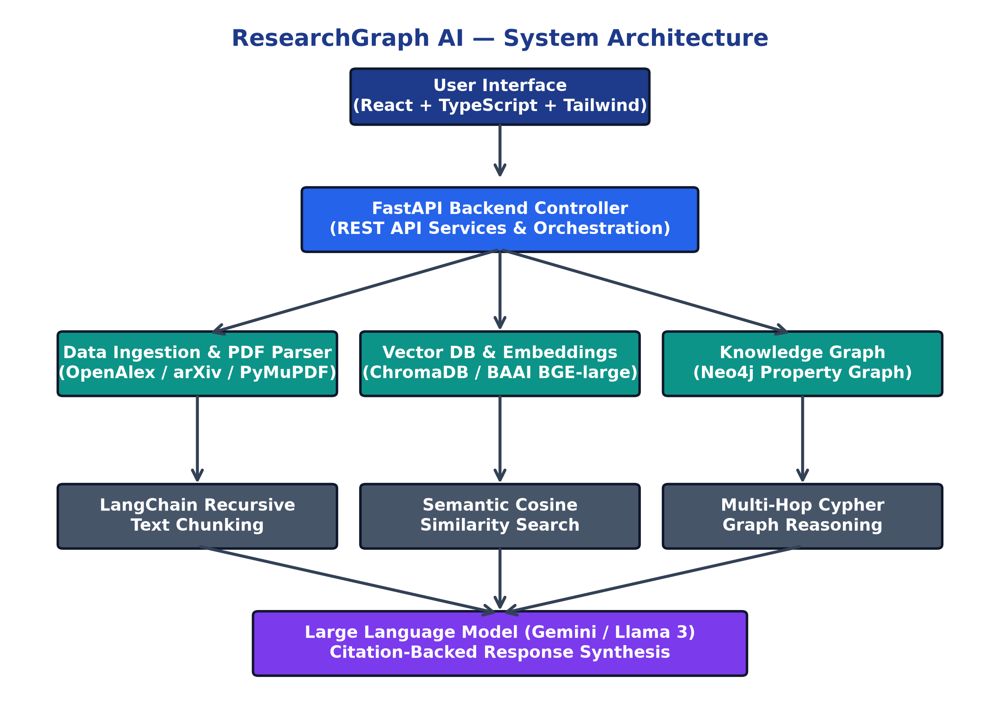 ResearchGraph AI — System Architecture
User Interface
(React + TypeScript + Tailwind)
FastAPI Backend Controller
(REST API Services & Orchestration)
Data Ingestion & PDF Parser
(OpenAlex / arXiv / PyMuPDF)
Vector DB & Embeddings
(ChromaDB / BAAI BGE-large)
Knowledge Graph
(Neo4j Property Graph)
LangChain Recursive
Text Chunking
Semantic Cosine
Similarity Search
Multi-Hop Cypher
Graph Reasoning
Large Language Model (Gemini / Llama 3)
Citation-Backed Response Synthesis